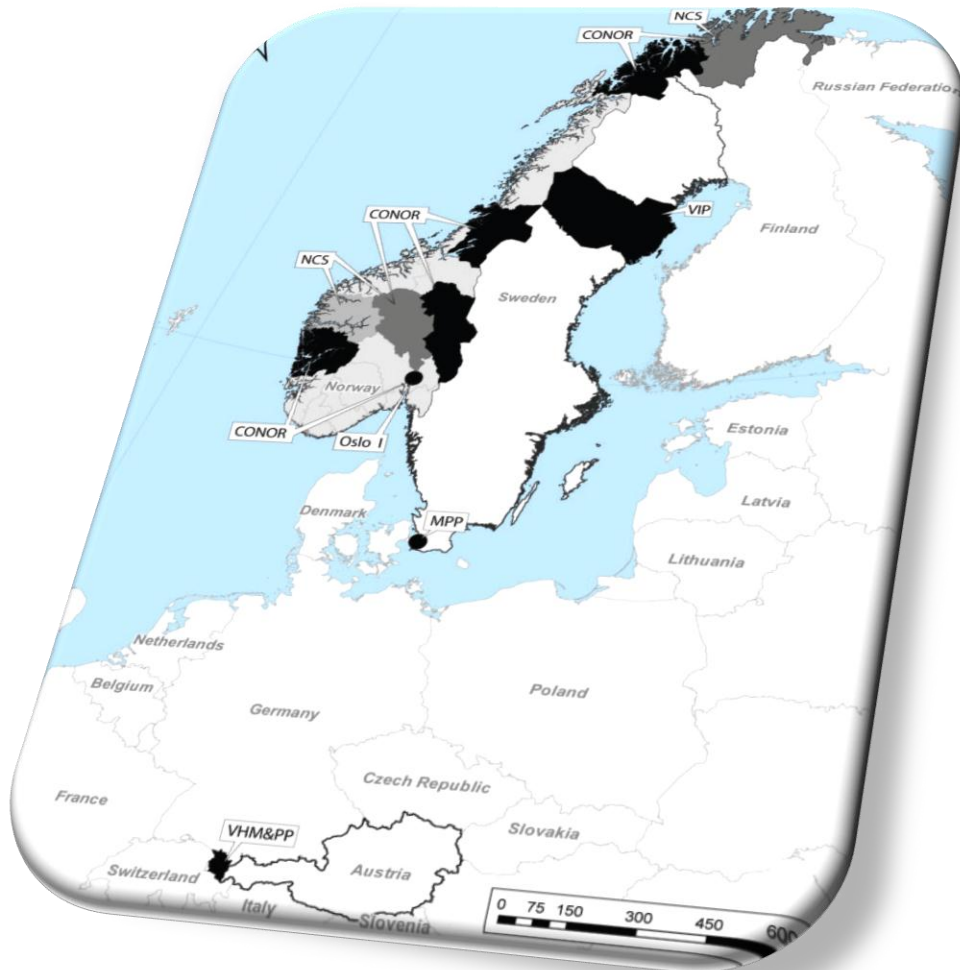 NCS
CONOR
Russian Federation
CONOR
VIP
NCS
Finland
Sweden
Norway
CONOR
Oslo I
Estonia
Latvia
Denmark
MPP
Lithuania
Netherlands
Belgium
Poland
Germany
Czech Republic
France
Slovakia
VHM&PP
Switzerland
Austria
Italy
Slovenia
0 75 150 300 450 600